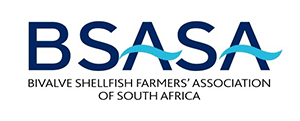 BSASA
BIVALVE SHELLFISH FARMERS' ASSOCIATION
OF SOUTH AFRICA